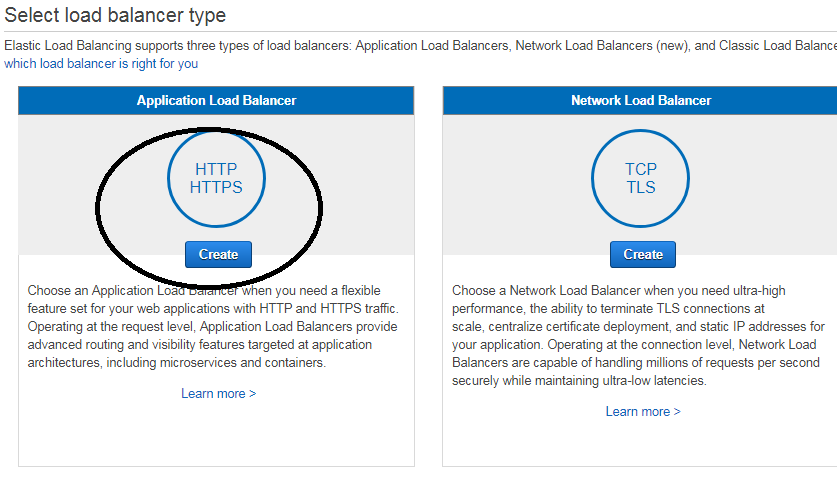 Select load balancer type
Elastic Load Balancing supports three types of load balancers: Application Load Balancers, Network Load Balancers (new), and Classic Load Balance
which load balancer is right for you
Application Load Balancer
HTTP
HTTPS
Create
Choose an Application Load Balancer when you need a flexible
feature set for your web applications with HTTP and HTTPS traffic.
Operating at the request level, Application Load Balancers provide
advanced routing and visibility features targeted at application
architectures, including microservices and containers.
Learn more >
Network Load Balancer
TCP
TLS
Create
Choose a Network Load Balancer when you need ultra-high
performance, the ability to terminate TLS connections at
scale, centralize certificate deployment, and static IP addresses for
your application. Operating at the connection level, Network Load
Balancers are capable of handling millions of requests per second
securely while maintaining ultra-low latencies.
Learn more >